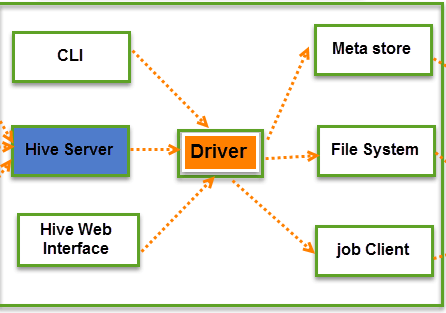 CLI
Meta store
Hive Server
Driver
File System
Hive Web
Interface
job Client